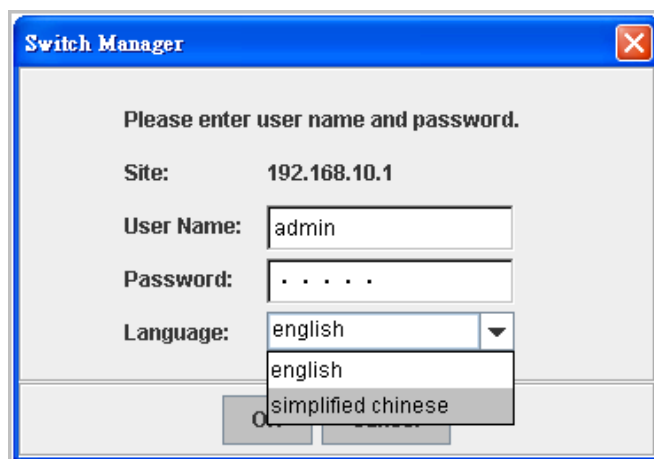 Switch Manager
Please enter user name and password.
Site: 192.168.10.1
User Name: admin
Password: . . . . .
Language: english
english
simplified chinese